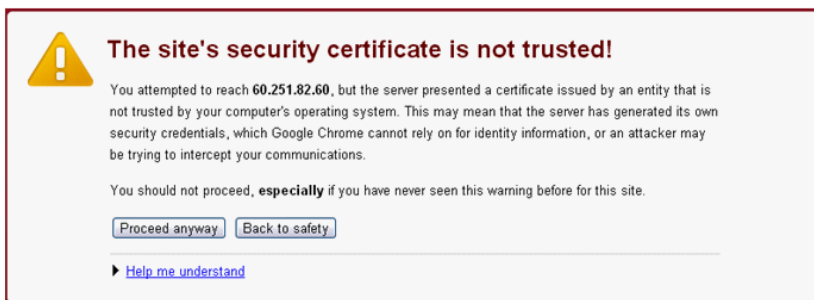 The site's security certificate is not trusted!
You attempted to reach 60.251.82.60, but the server presented a certificate issued by an entity that is
not trusted by your computer's operating system. This may mean that the server has generated its own
security credentials, which Google Chrome cannot rely on for identity information, or an attacker may
be trying to intercept your communications.
You should not proceed, especially if you have never seen this warning before for this site.
Proceed anyway Back to safety
Help me understand